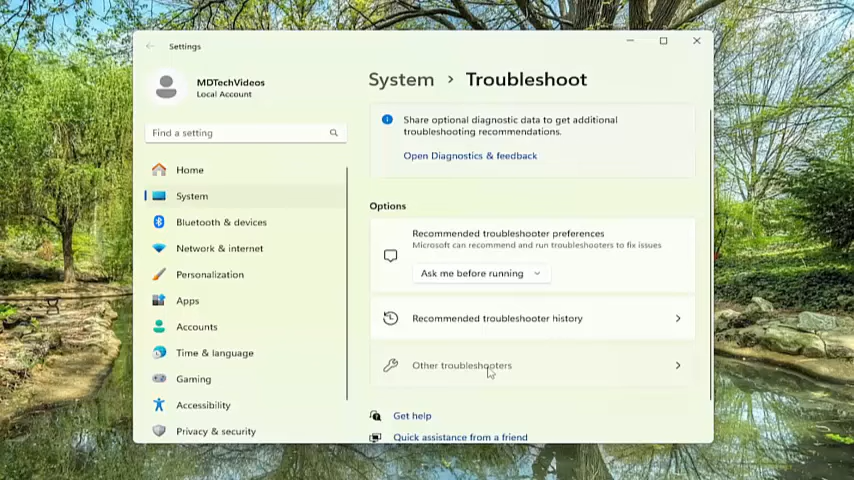 Settings
MDTechVideos
Local Account
Find a setting
Home
System
Bluetooth & devices
Network & internet
Personalization
Apps
Accounts
Time & language
Gaming
Accessibility
Privacy & security
System > Troubleshoot
Share optional diagnostic data to get additional
troubleshooting recommendations.
Open Diagnostics & feedback
Options
Recommended troubleshooter preferences
Microsoft can recommend and run troubleshooters to fix issues
Ask me before running
Recommended troubleshooter history
Other troubleshooters
Get help
Quick assistance from a friend